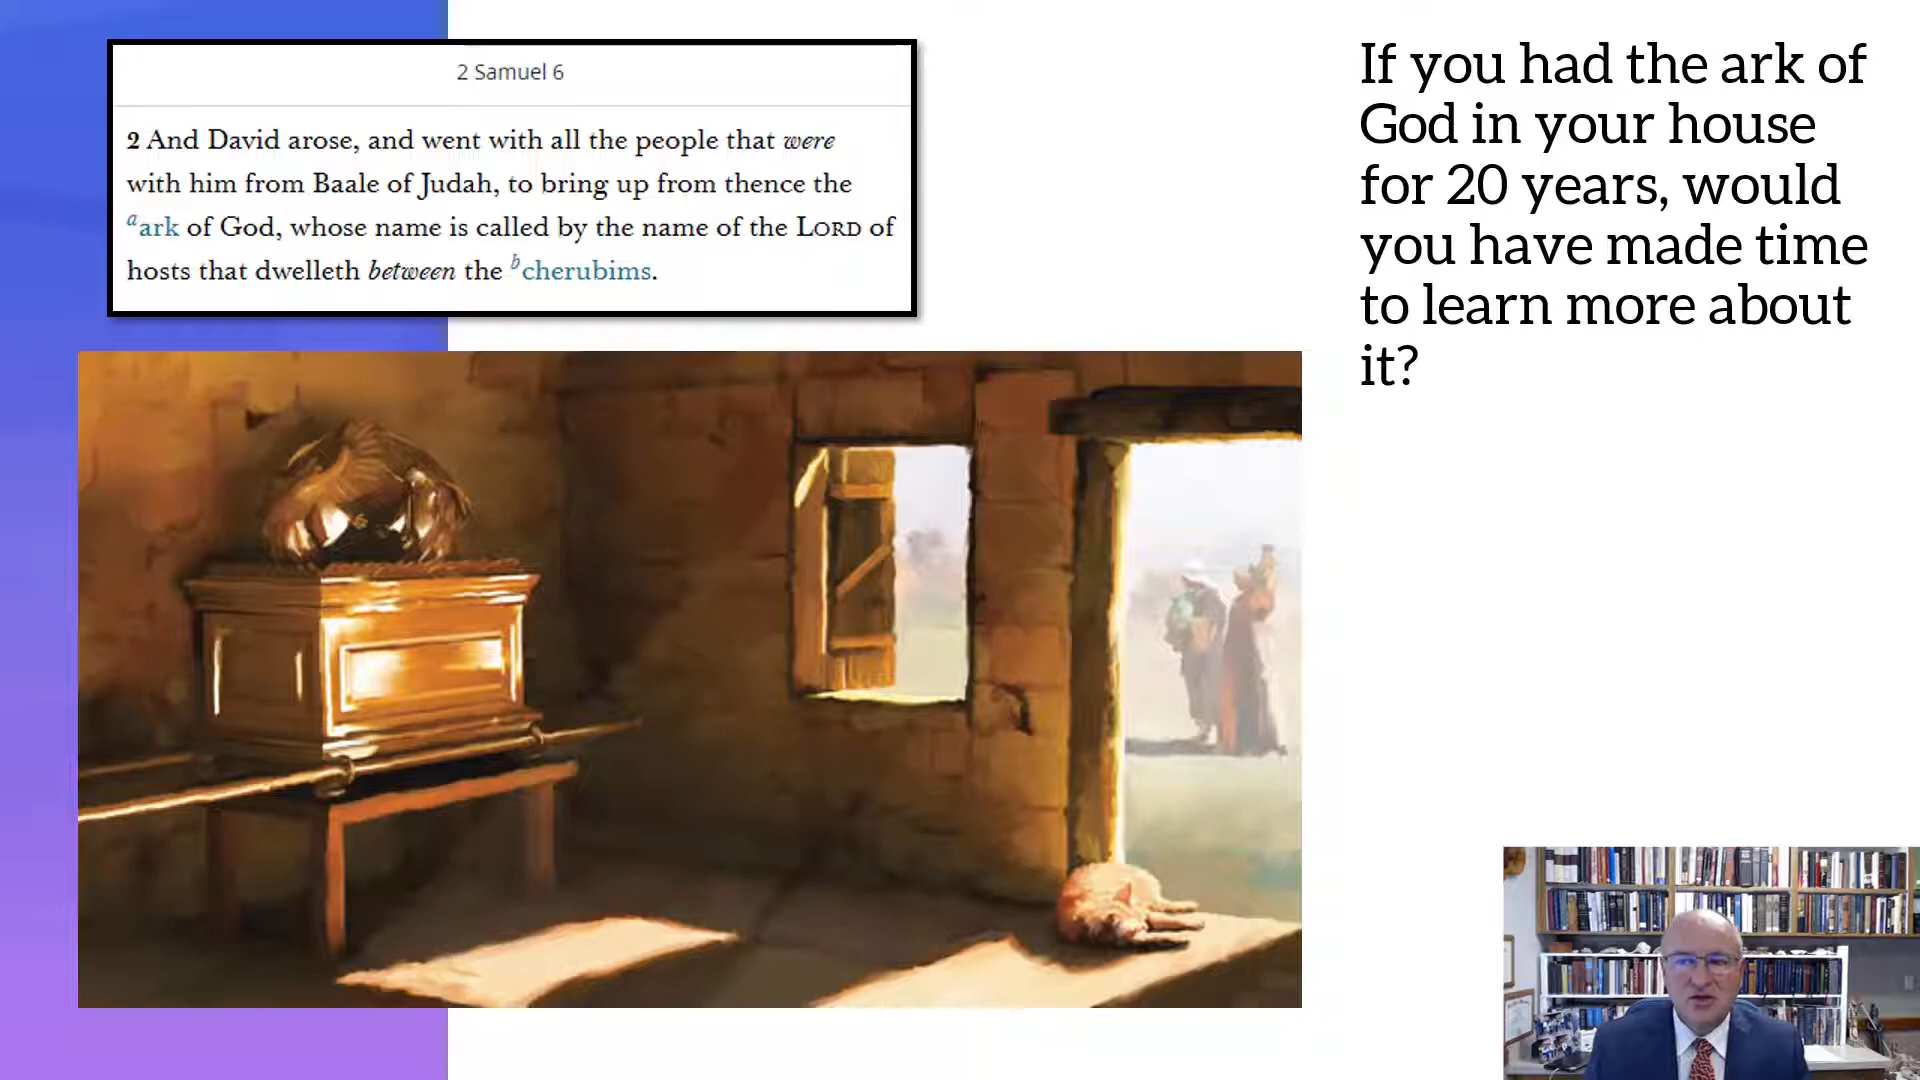 2 Samuel 6
2 And David arose, and went with all the people that were
with him from Baale of Judah, to bring up from thence the
a ark of God, whose name is called by the name of the LORD of
hosts that dwelleth between the b cherubims.
If you had the ark of
God in your house
for 20 years, would
you have made time
to learn more about
it?